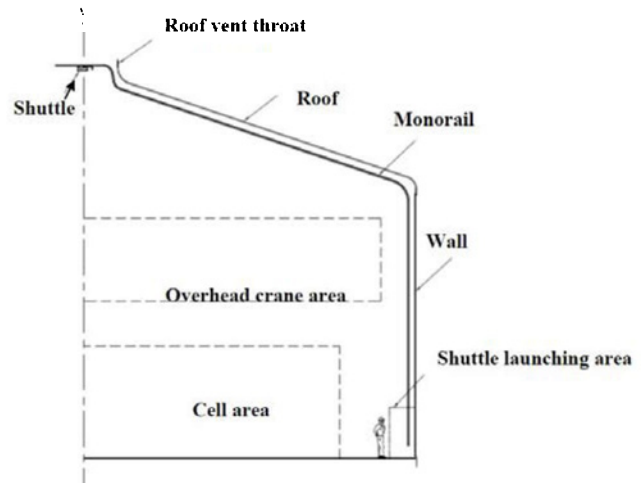 Roof vent throat
Shuttle
Roof
Monorail
Wall
Overhead crane area
Shuttle launching area
Cell area